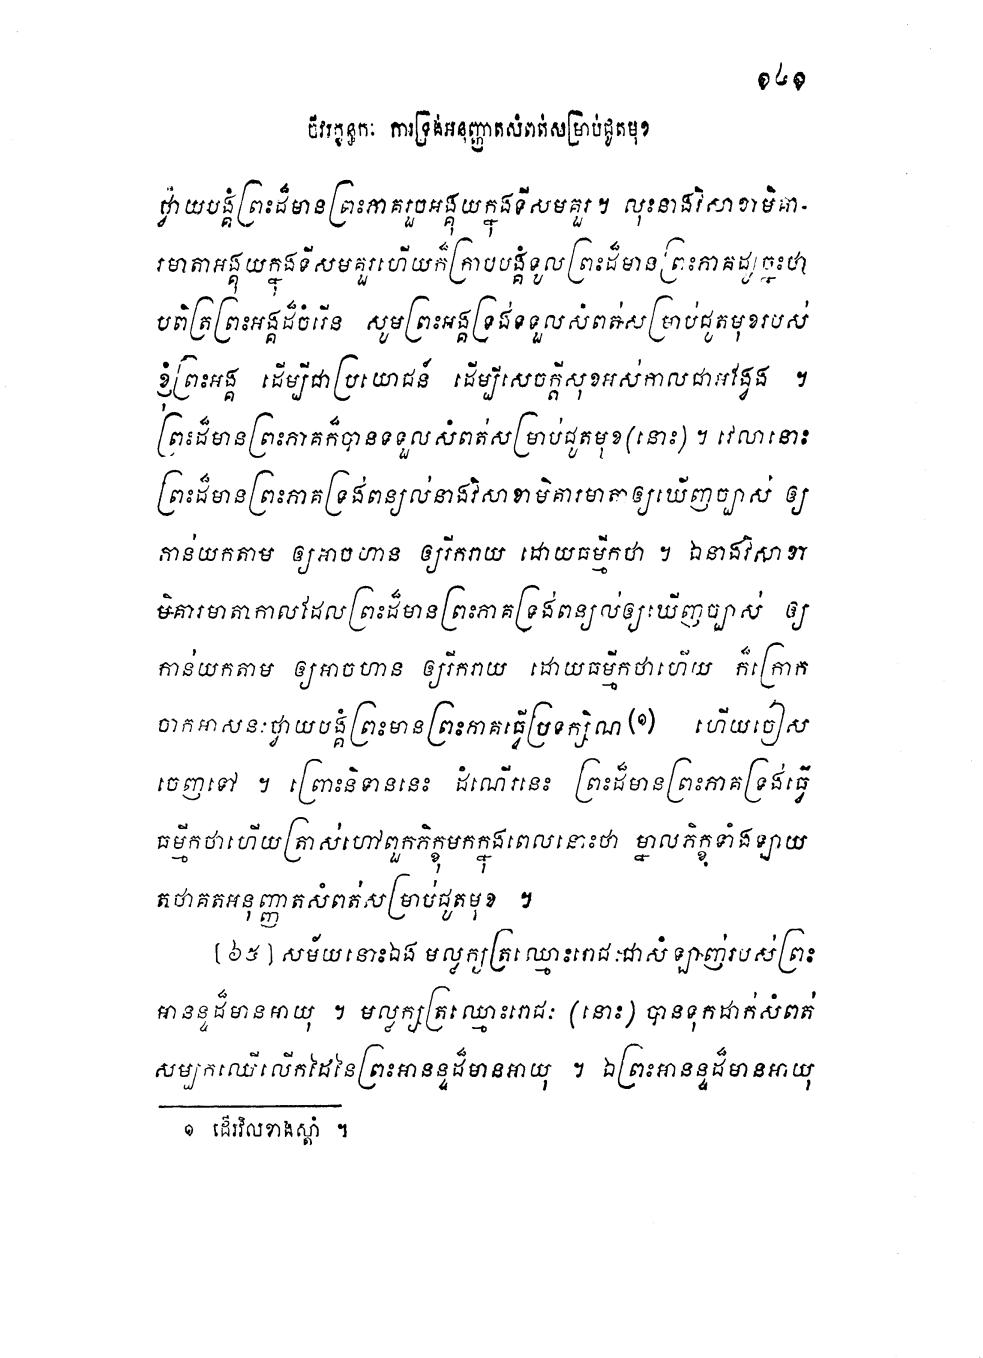 ១៤១
ចីវរក្ខន្ធកៈ ការទ្រង់អនុញ្ញាតសំពត់សម្រាប់ជូតមុខ
ថ្វាយបង្គំព្រះដ៏មានព្រះភាគរួចអង្គុយក្នុងទីសមគួរ។ លុះនាងវិសាខាមិគា-
រមាតាអង្គុយក្នុងទីសមគួរហើយក៏ក្រាបបង្គំទូលព្រះដ៏មានព្រះភាគដូច្នេះថា
បពិត្រព្រះអង្គដ៏ចំរើន សូមព្រះអង្គទ្រង់ទទួលសំពត់សម្រាប់ជូតមុខរបស់
ខ្ញុំព្រះអង្គ ដើម្បីជាប្រយោជន៍ ដើម្បីសេចក្តីសុខអស់កាលជាអង្វែង ។
ព្រះដ៏មានព្រះភាគក៏បានទទួលសំពត់សម្រាប់ជូតមុខ(នោះ) ។ វេលានោះ
ព្រះដ៏មានព្រះភាគទ្រង់ពន្យល់នាងវិសាខាមិគារមាតាឲ្យឃើញច្បាស់ ឲ្យ
កាន់យកតាម ឲ្យអាចហាន ឲ្យរីករាយ ដោយធម្មីកថា ។ ឯនាងវិសាខា
មិគារមាតាកាលដែលព្រះដ៏មានព្រះភាគទ្រង់ពន្យល់ឲ្យឃើញច្បាស់ ឲ្យ
កាន់យកតាម ឲ្យអាចហាន ឲ្យរីករាយ ដោយធម្មីកថាហើយ ក៏ក្រោក
ចាកអាសនៈថ្វាយបង្គំព្រះមានព្រះភាគធ្វើប្រទក្សិណ(១) ហើយចៀស
ចេញទៅ ។ ព្រោះនិទាននេះ ដំណើរនេះ ព្រះដ៏មានព្រះភាគទ្រង់ធ្វើ
ធម្មីកថាហើយត្រាស់ហៅពួកភិក្ខុមកក្នុងពេលនោះថា ម្នាលភិក្ខុទាំងឡាយ
តថាគតអនុញ្ញាតសំពត់សម្រាប់ជូតមុខ ។
[៦៥] សម័យនោះឯង មល្លក្សត្រឈ្មោះរោជៈជាសំឡាញ់របស់ព្រះ
អានន្ទដ៏មានអាយុ ។ មល្លក្សត្រឈ្មោះរោជៈ (នោះ) បានទុកដាក់សំពត់
សម្បកឈើលើកដៃនៃព្រះអានន្ទដ៏មានអាយុ ។ ឯព្រះអានន្ទដ៏មានអាយុ
១ ដើរវិលខាងស្តាំ ។